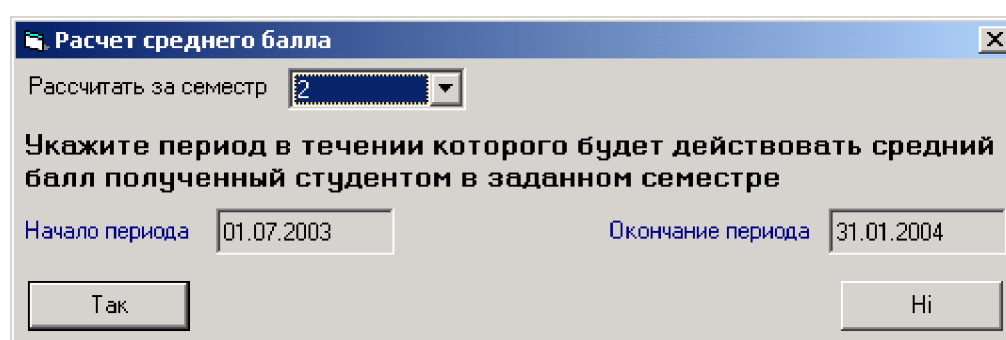 Расчет среднего балла
Рассчитать за семестр 2
Укажите период в течении которого будет действовать средний
балл полученный студентом в заданном семестре
Начало периода 01.07.2003 Окончание периода 31.01.2004
Так Ні